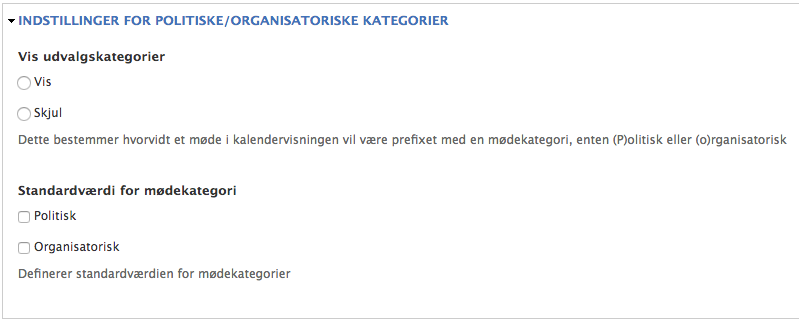 INDSTILLINGER FOR POLITISKE/ORGANISATORISKE KATEGORIER
Vis udvalgskategorier
Vis
Skjul
Dette bestemmer hvorvidt et møde i kalendervisningen vil være prefixet med en mødekategori, enten (P)olitisk eller (o)rganisatorisk
Standardværdi for mødekategori
Politisk
Organisatorisk
Definerer standardværdien for mødekategorier